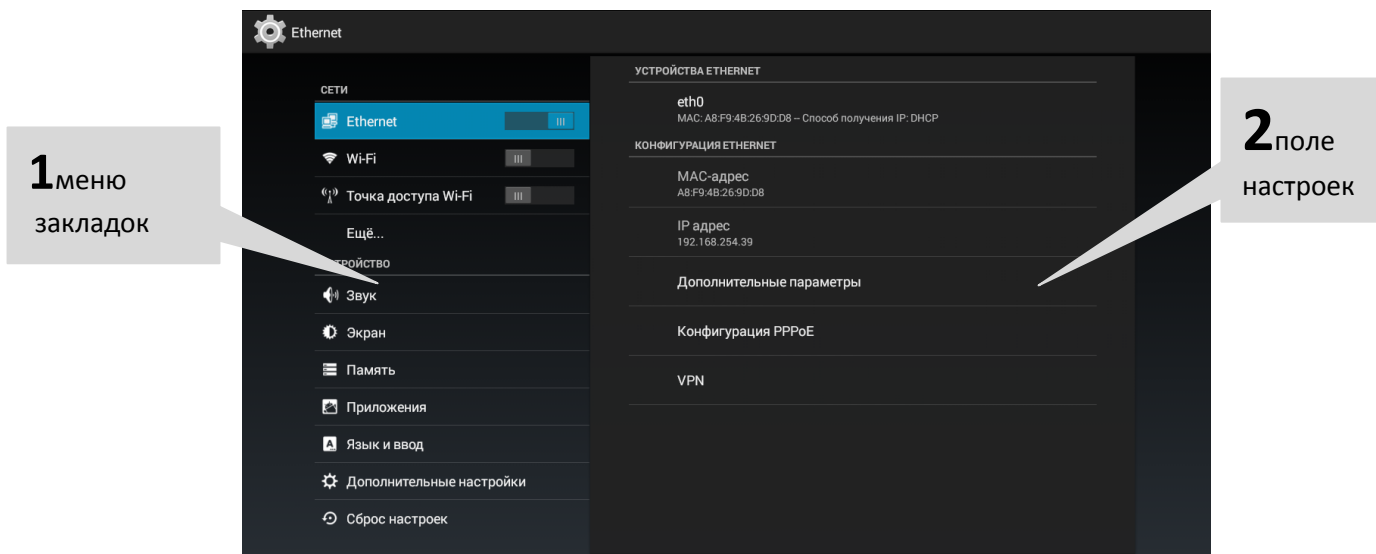 Ethernet
СЕТИ
Ethernet
Wi-Fi
Точка доступа Wi-Fi
Ещё...
РОЙСТВО
Звук
Экран
Память
Приложения
Язык и ввод
Дополнительные настройки
Сброс настроек
УСТРОЙСТВА ETHERNET
eth0
MAC: A8:F9:4B:26:9D:D8 – Способ получения IP: DHCP
КОНФИГУРАЦИЯ ETHERNET
MAC-адрес
A8:F9:4B:26:9D:D8
IP адрес
192.168.254.39
Дополнительные параметры
Конфигурация PPPoE
VPN
1меню
закладок
2поле
настроек